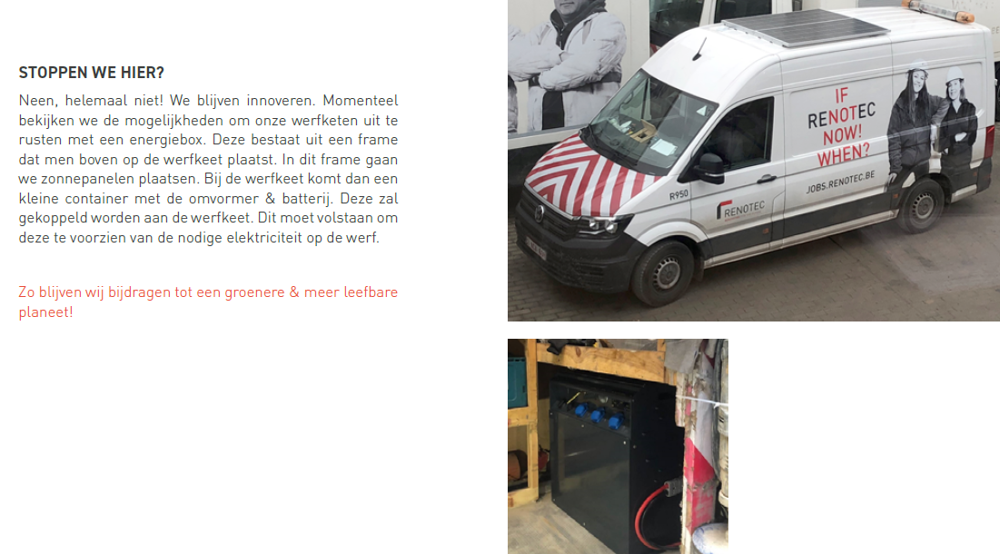 STOPPEN WE HIER?
Neen, helemaal niet! We blijven innoveren. Momenteel
bekijken we de mogelijkheden om onze werfketen uit te
rusten met een energiebox. Deze bestaat uit een frame
dat men boven op de werfkeet plaatst. In dit frame gaan
we zonnepanelen plaatsen. Bij de werfkeet komt dan een
kleine container met de omvormer & batterij. Deze zal
gekoppeld worden aan de werfkeet. Dit moet volstaan om
deze te voorzien van de nodige elektriciteit op de werf.
Zo blijven wij bijdragen tot een groenere & meer leefbare
planeet!
IF
RENOTEC
NOW!
WHEN?
JOBS.RENOTEC.BE
R950
RENOTEC